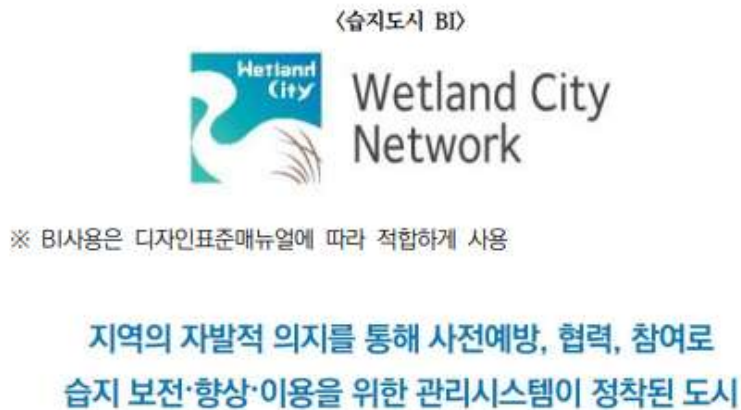 <습지도시 BI>
Wetland
City
Wetland City
Network
※ BI사용은 디자인표준매뉴얼에 따라 적합하게 사용
지역의 자발적 의지를 통해 사전예방, 협력, 참여로
습지 보전·향상·이용을 위한 관리시스템이 정착된 도시